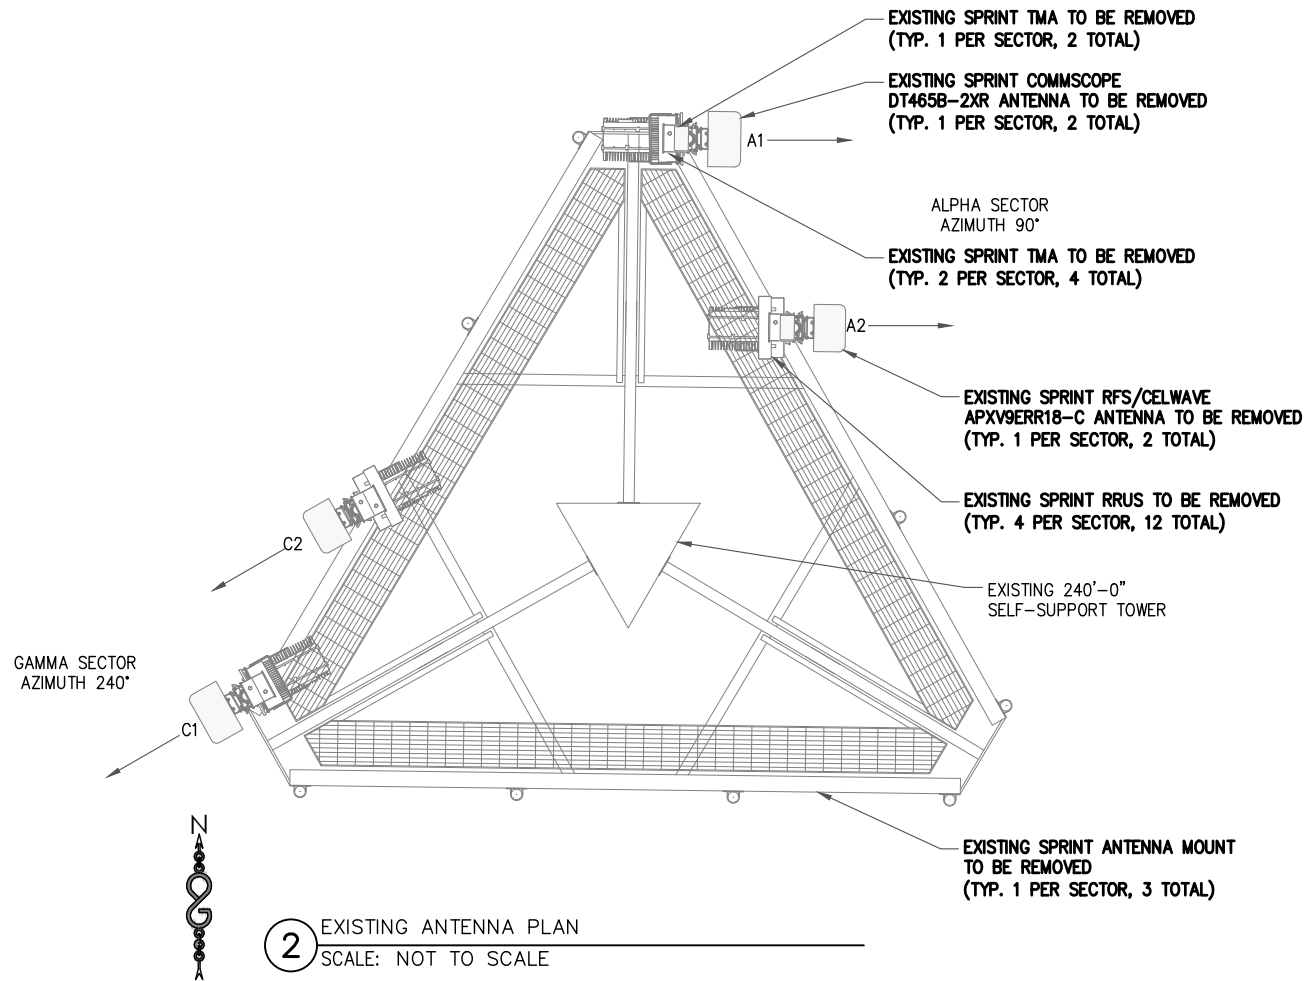 EXISTING SPRINT TMA TO BE REMOVED
(TYP. 1 PER SECTOR, 2 TOTAL)
EXISTING SPRINT COMMSCOPE
DT465B-2XR ANTENNA TO BE REMOVED
(TYP. 1 PER SECTOR, 2 TOTAL)
A1
ALPHA SECTOR
AZIMUTH 90°
EXISTING SPRINT TMA TO BE REMOVED
(TYP. 2 PER SECTOR, 4 TOTAL)
A2
EXISTING SPRINT RFS/CELWAVE
APXV9ERR18-C ANTENNA TO BE REMOVED
(TYP. 1 PER SECTOR, 2 TOTAL)
EXISTING SPRINT RRUS TO BE REMOVED
(TYP. 4 PER SECTOR, 12 TOTAL)
C2
EXISTING 240'-0"
SELF-SUPPORT TOWER
GAMMA SECTOR
AZIMUTH 240°
C1
EXISTING SPRINT ANTENNA MOUNT
TO BE REMOVED
(TYP. 1 PER SECTOR, 3 TOTAL)
N
2 EXISTING ANTENNA PLAN
SCALE: NOT TO SCALE